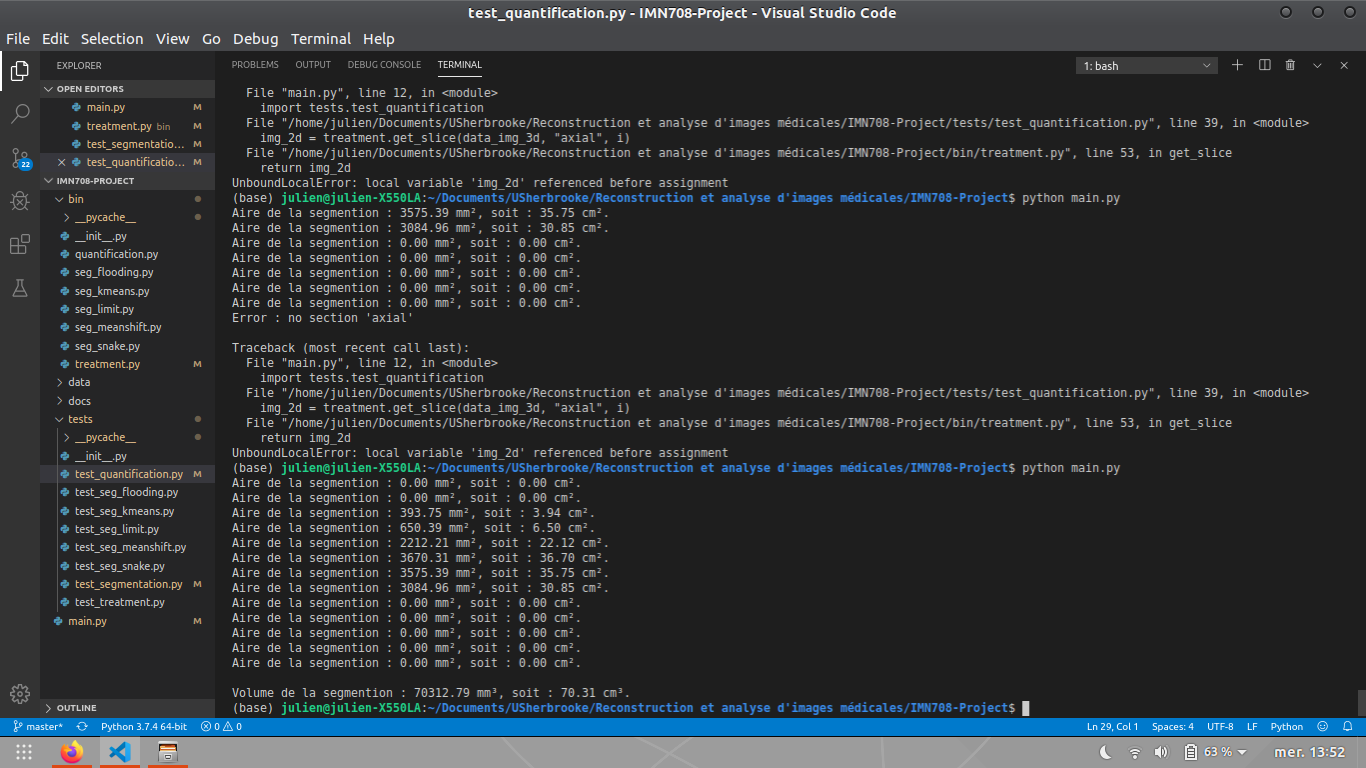 test_quantification.py - IMN708-Project - Visual Studio Code
File Edit Selection View Go Debug Terminal Help
EXPLORER
OPEN EDITORS
main.py M
treatment.py bin M
test_segmentatio... M
test_quantificatio... M
IMN708-PROJECT
bin
__pycache__
__init__.py
quantification.py
seg_flooding.py
seg_kmeans.py
seg_limit.py
seg_meanshift.py
seg_snake.py
treatment.py M
data
docs
tests
__pycache__
__init__.py
test_quantification.py M
test_seg_flooding.py
test_seg_kmeans.py
test_seg_limit.py
test_seg_meanshift.py
test_seg_snake.py
test_segmentation.py M
test_treatment.py
main.py M
OUTLINE
22
PROBLEMS OUTPUT DEBUG CONSOLE TERMINAL
1: bash
File "main.py", line 12, in <module>
import tests.test_quantification
File "/home/julien/Documents/USherbrooke/Reconstruction et analyse d'images médicales/IMN708-Project/tests/test_quantification.py", line 39, in <module>
img_2d = treatment.get_slice(data_img_3d, "axial", i)
File "/home/julien/Documents/USherbrooke/Reconstruction et analyse d'images médicales/IMN708-Project/bin/treatment.py", line 53, in get_slice
return img_2d
UnboundLocalError: local variable 'img_2d' referenced before assignment
(base) julien@julien-X550LA:~/Documents/USherbrooke/Reconstruction et analyse d'images médicales/IMN708-Project$ python main.py
Aire de la segmention : 3575.39 mm², soit : 35.75 cm².
Aire de la segmention : 3084.96 mm², soit : 30.85 cm².
Aire de la segmention : 0.00 mm², soit : 0.00 cm².
Aire de la segmention : 0.00 mm², soit : 0.00 cm².
Aire de la segmention : 0.00 mm², soit : 0.00 cm².
Aire de la segmention : 0.00 mm², soit : 0.00 cm².
Aire de la segmention : 0.00 mm², soit : 0.00 cm².
Error : no section 'axial'
Traceback (most recent call last):
File "main.py", line 12, in <module>
import tests.test_quantification
File "/home/julien/Documents/USherbrooke/Reconstruction et analyse d'images médicales/IMN708-Project/tests/test_quantification.py", line 39, in <module>
img_2d = treatment.get_slice(data_img_3d, "axial", i)
File "/home/julien/Documents/USherbrooke/Reconstruction et analyse d'images médicales/IMN708-Project/bin/treatment.py", line 53, in get_slice
return img_2d
UnboundLocalError: local variable 'img_2d' referenced before assignment
(base) julien@julien-X550LA:~/Documents/USherbrooke/Reconstruction et analyse d'images médicales/IMN708-Project$ python main.py
Aire de la segmention : 0.00 mm², soit : 0.00 cm².
Aire de la segmention : 0.00 mm², soit : 0.00 cm².
Aire de la segmention : 393.75 mm², soit : 3.94 cm².
Aire de la segmention : 650.39 mm², soit : 6.50 cm².
Aire de la segmention : 2212.21 mm², soit : 22.12 cm².
Aire de la segmention : 3670.31 mm², soit : 36.70 cm².
Aire de la segmention : 3575.39 mm², soit : 35.75 cm².
Aire de la segmention : 3084.96 mm², soit : 30.85 cm².
Aire de la segmention : 0.00 mm², soit : 0.00 cm².
Aire de la segmention : 0.00 mm², soit : 0.00 cm².
Aire de la segmention : 0.00 mm², soit : 0.00 cm².
Aire de la segmention : 0.00 mm², soit : 0.00 cm².
Aire de la segmention : 0.00 mm², soit : 0.00 cm².
Volume de la segmention : 70312.79 mm³, soit : 70.31 cm³.
(base) julien@julien-X550LA:~/Documents/USherbrooke/Reconstruction et analyse d'images médicales/IMN708-Project$
master* Python 3.7.4 64-bit 0 0 Ln 29, Col 1 Spaces: 4 UTF-8 LF Python
63 % mer. 13:52